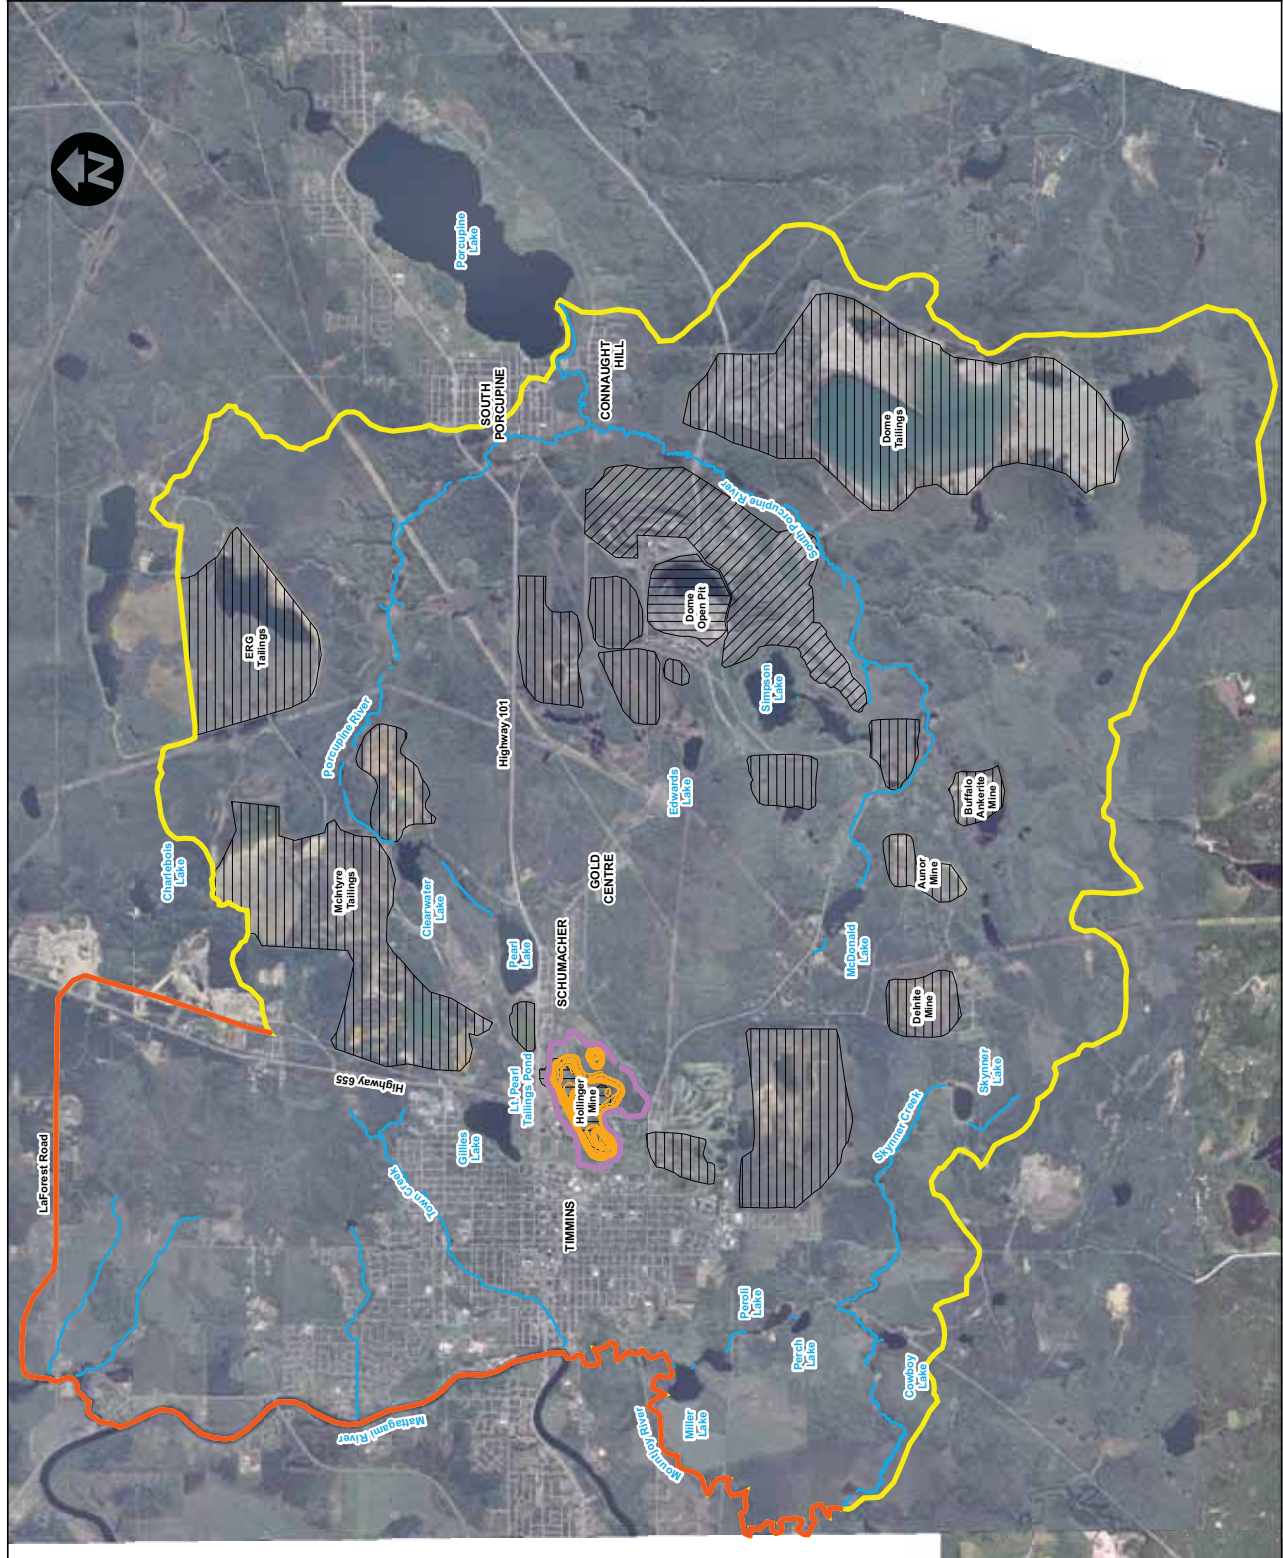 N
Porcupine
Lake
SOUTH
PORCUPINE
CONNAUGHT
HILL
Dome
Tailings
South Porcupine River
Dome
Open Pit
ERG
Tailings
Simpson
Lake
Porcupine River
Highway 101
Edwards
Lake
Buffalo
Ankerite
Mine
Charlebois
Lake
McIntyre
Tailings
Clearwater
Lake
GOLD
CENTRE
Aunor
Mine
Pearl
Lake
SCHUMACHER
McDonald
Lake
Delnite
Mine
Highway 655
Lt. Pearl
Tailings Pond
Hollinger
Mine
Skynner
Lake
Skynner Creek
LaForest Road
Gillies
Lake
Town Creek
TIMMINS
Peroli
Lake
Perch
Lake
Cowboy
Lake
Mattagami River
Mountjoy River
Miller
Lake